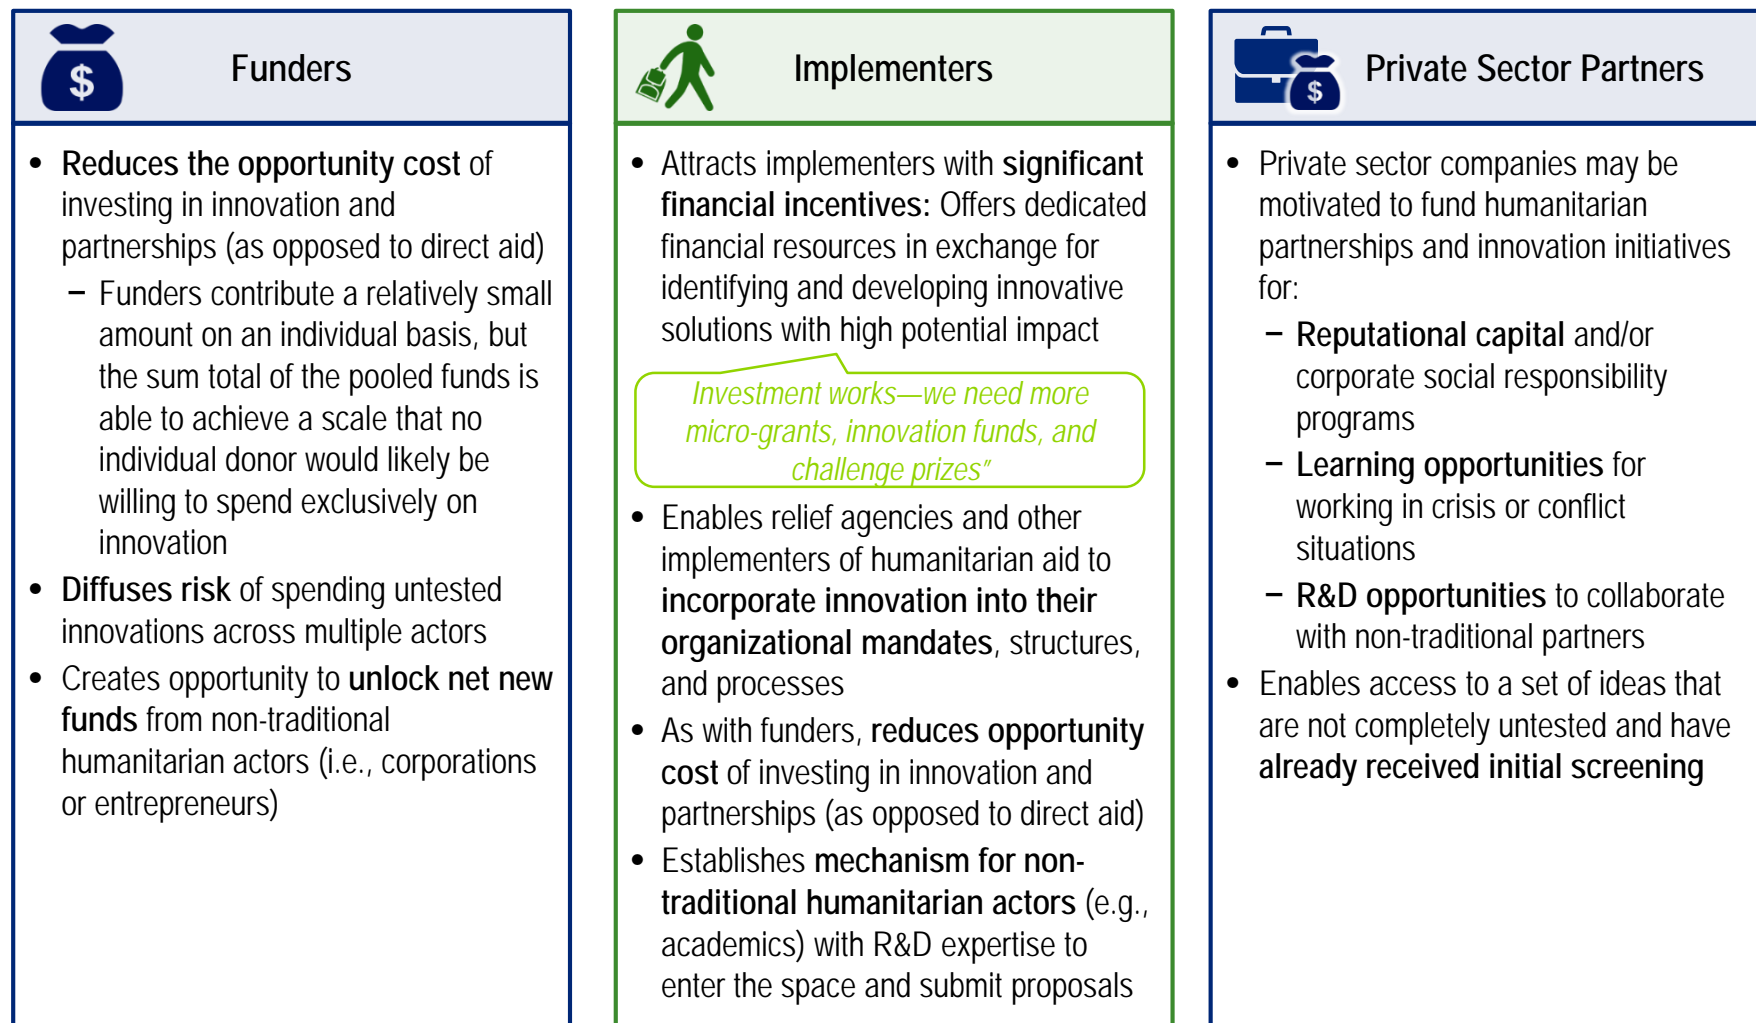 $
Funders
• Reduces the opportunity cost of
investing in innovation and
partnerships (as opposed to direct aid)
– Funders contribute a relatively small
amount on an individual basis, but
the sum total of the pooled funds is
able to achieve a scale that no
individual donor would likely be
willing to spend exclusively on
innovation
• Diffuses risk of spending untested
innovations across multiple actors
• Creates opportunity to unlock net new
funds from non-traditional
humanitarian actors (i.e., corporations
or entrepreneurs)
Implementers
• Attracts implementers with significant
financial incentives: Offers dedicated
financial resources in exchange for
identifying and developing innovative
solutions with high potential impact
Investment works—we need more
micro-grants, innovation funds, and
challenge prizes”
• Enables relief agencies and other
implementers of humanitarian aid to
incorporate innovation into their
organizational mandates, structures,
and processes
• As with funders, reduces opportunity
cost of investing in innovation and
partnerships (as opposed to direct aid)
• Establishes mechanism for non-
traditional humanitarian actors (e.g.,
academics) with R&D expertise to
enter the space and submit proposals
$
Private Sector Partners
• Private sector companies may be
motivated to fund humanitarian
partnerships and innovation initiatives
for:
– Reputational capital and/or
corporate social responsibility
programs
– Learning opportunities for
working in crisis or conflict
situations
– R&D opportunities to collaborate
with non-traditional partners
• Enables access to a set of ideas that
are not completely untested and have
already received initial screening